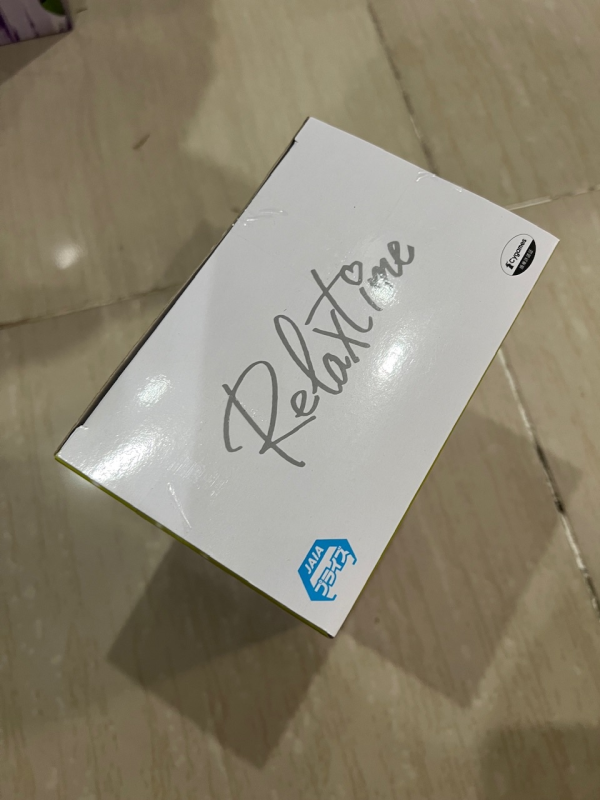 Relaxtime
Cygames
JAIA
プライズ